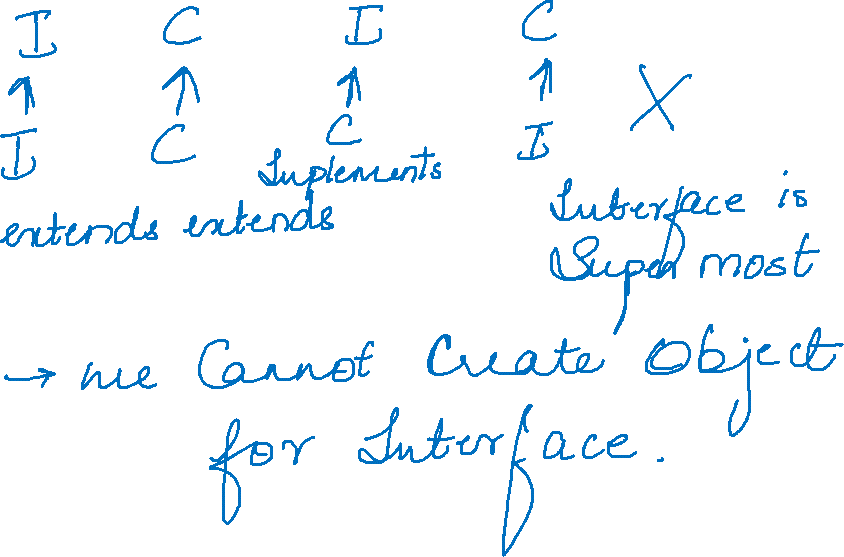 I C I C
↑ ↑ ↑ ↑ X
I C C I
Implements
extends extends
Interface is
Super most
→ we Cannot Create Object
for Interface.